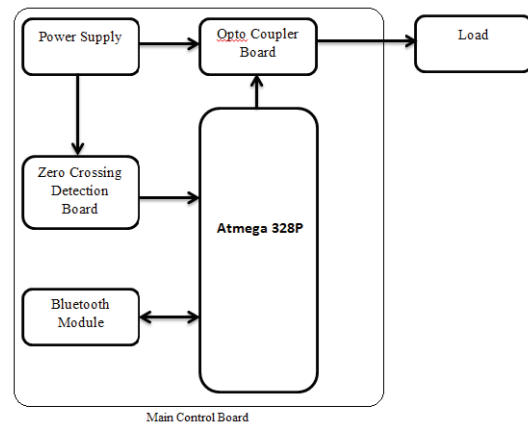 Power Supply
Opto Coupler
Board
Load
Zero Crossing
Detection
Board
Atmega 328P
Bluetooth
Module
Main Control Board